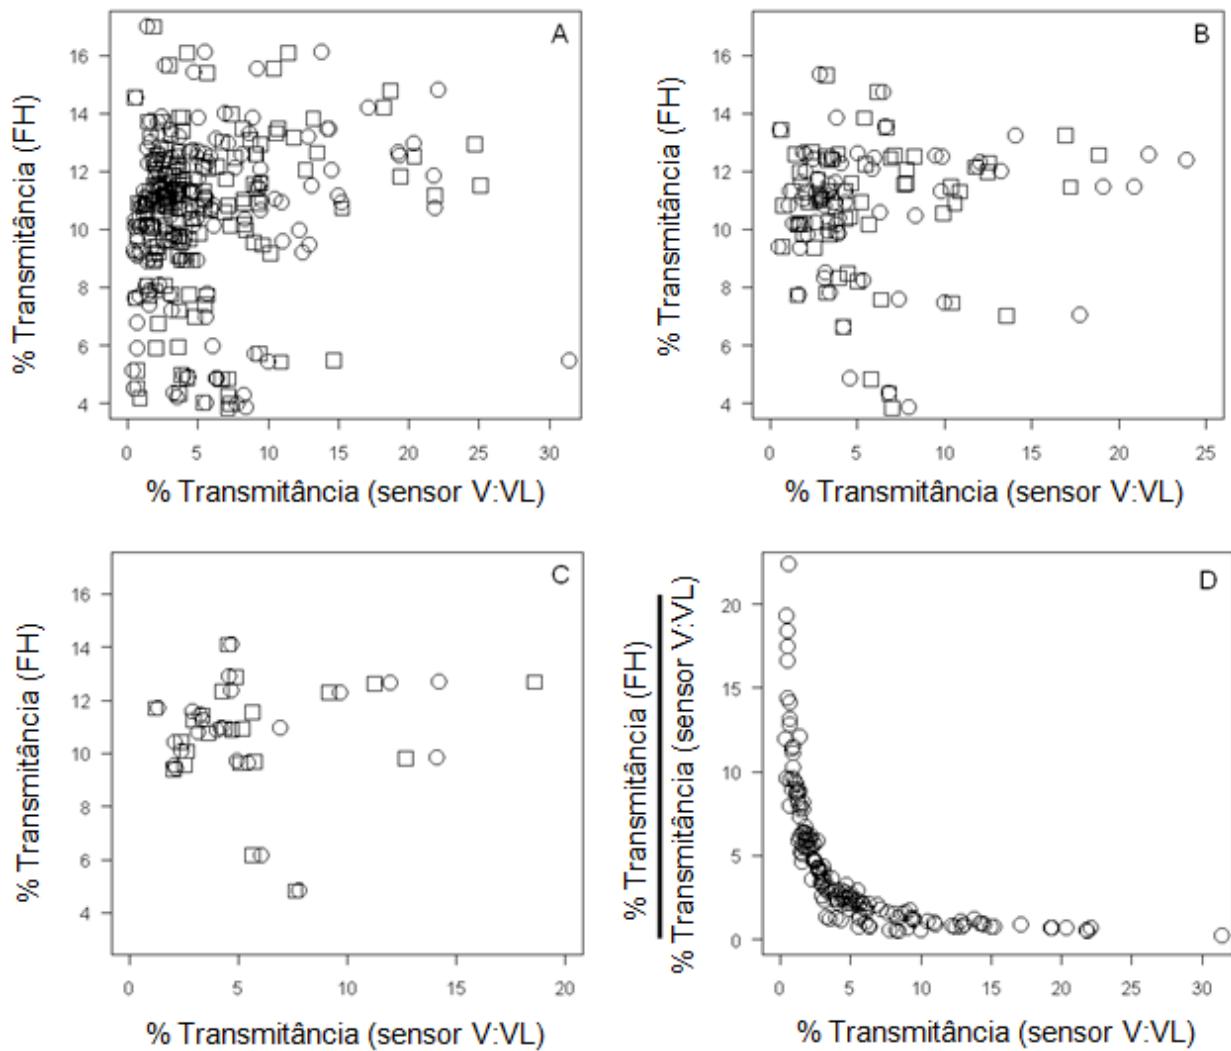 A
% Transmitância (FH)
16
14
12
10
8
6
4
0 5 10 15 20 25 30
% Transmitância (sensor V:VL)
B
% Transmitância (FH)
16
14
12
10
8
6
4
0 5 10 15 20 25
% Transmitância (sensor V:VL)
C
% Transmitância (FH)
16
14
12
10
8
6
4
0 5 10 15 20
% Transmitância (sensor V:VL)
D
% Transmitância (FH)
% Transmitância (sensor V:VL)
20
15
10
5
0
0 5 10 15 20 25 30
% Transmitância (sensor V:VL)